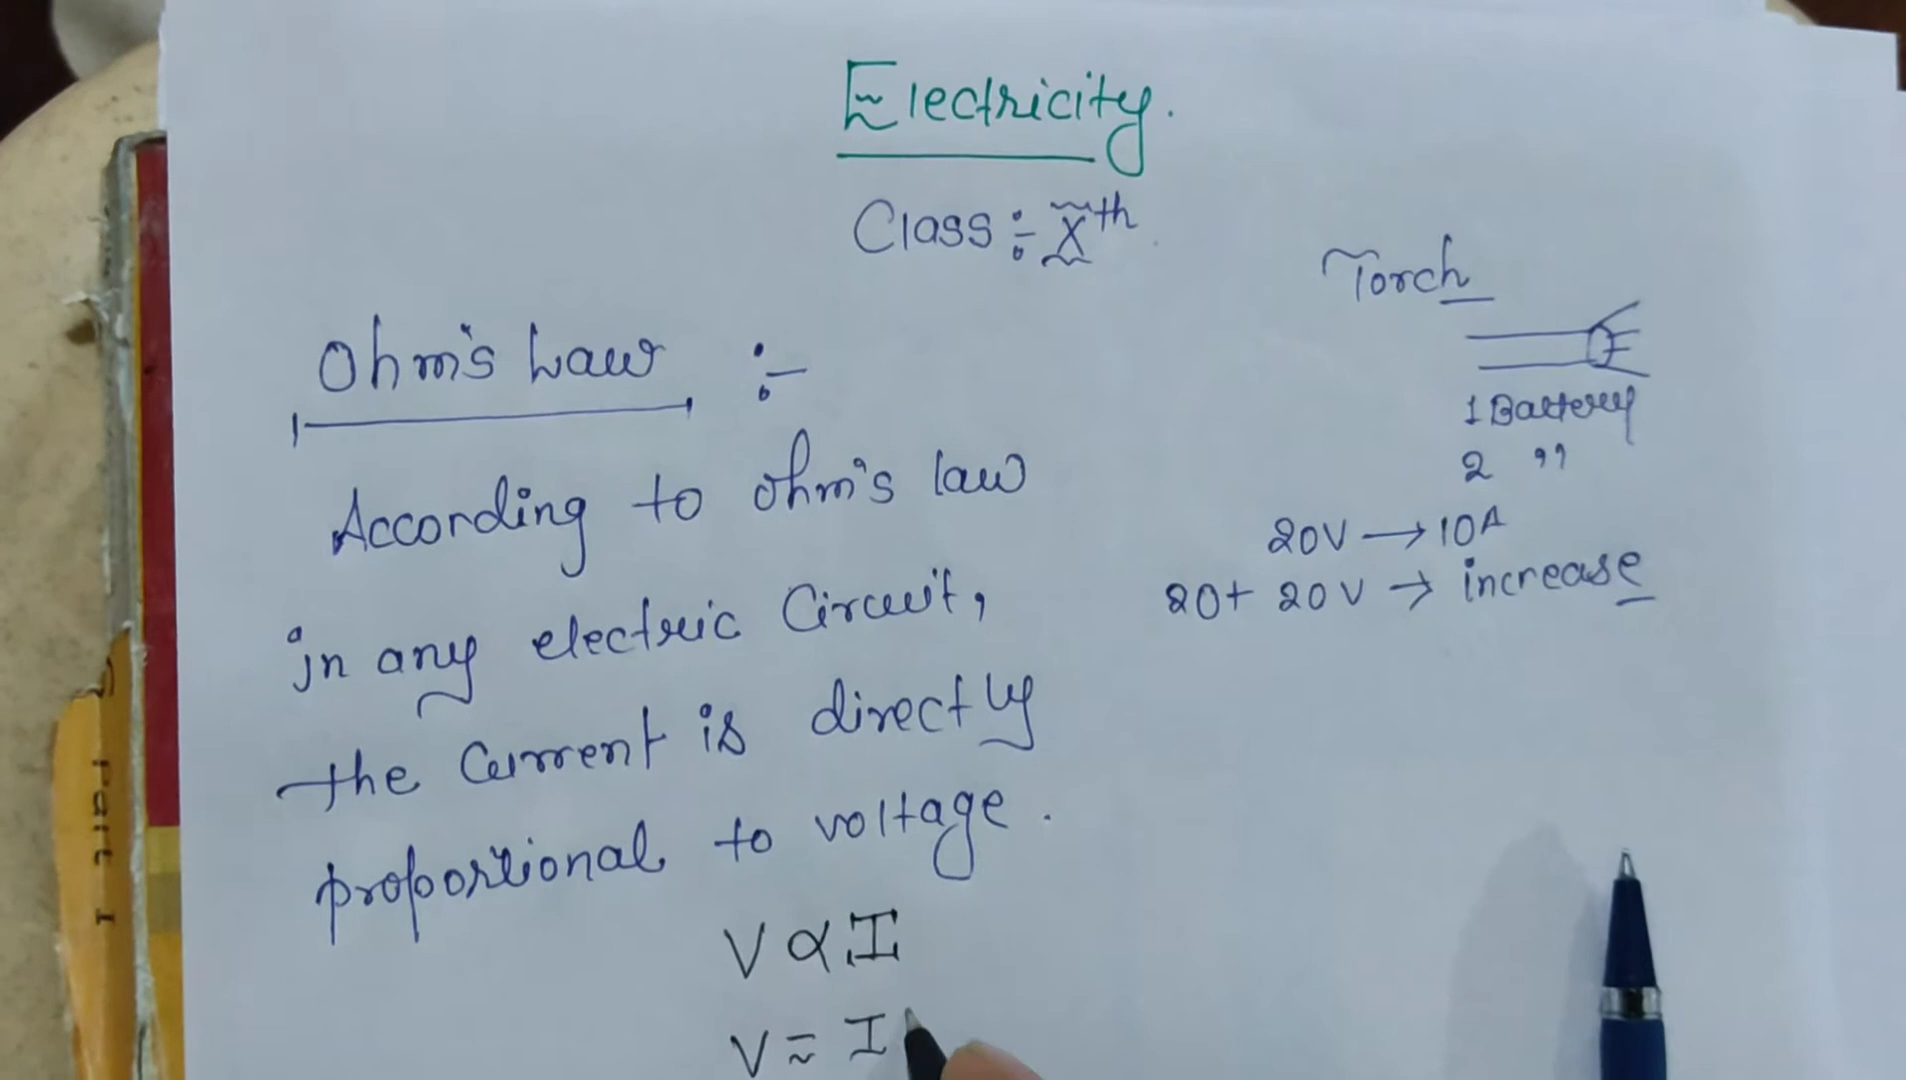 Electricity.
Class :- Xth
Torch
1 Battery
2 ,,
20V → 10A
20+ 20V → increase
Ohm's Law :-
According to ohm's law
in any electric Circuit,
the Current is directly
proportional to voltage.
V ∝ I
V = I
Part I